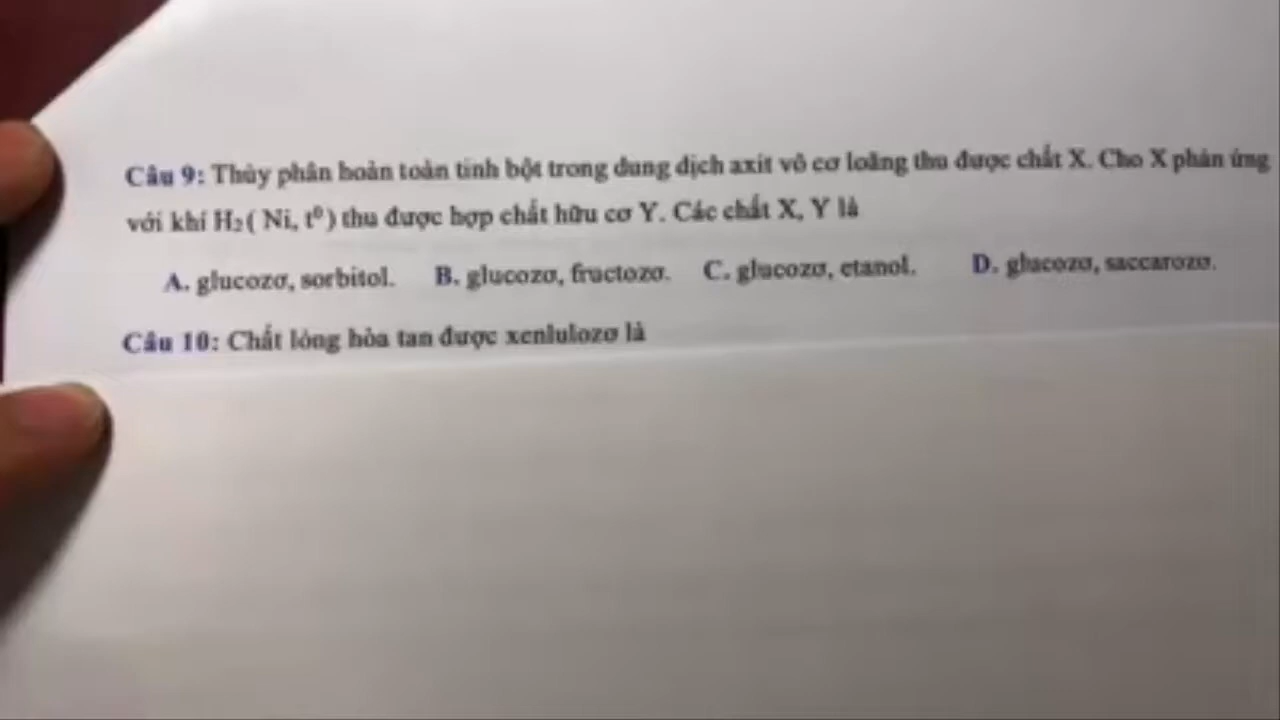 Câu 9: Thủy phân hoàn toàn tinh bột trong dung dịch axit vô cơ loãng thu được chất X. Cho X phản ứng
với khí H₂ ( Ni, t⁰ ) thu được hợp chất hữu cơ Y. Các chất X, Y là
A. glucozơ, sorbitol. B. glucozơ, fructozơ. C. glucozơ, etanol. D. glucozơ, saccarozơ.
Câu 10: Chất lỏng hòa tan được xenlulozơ là